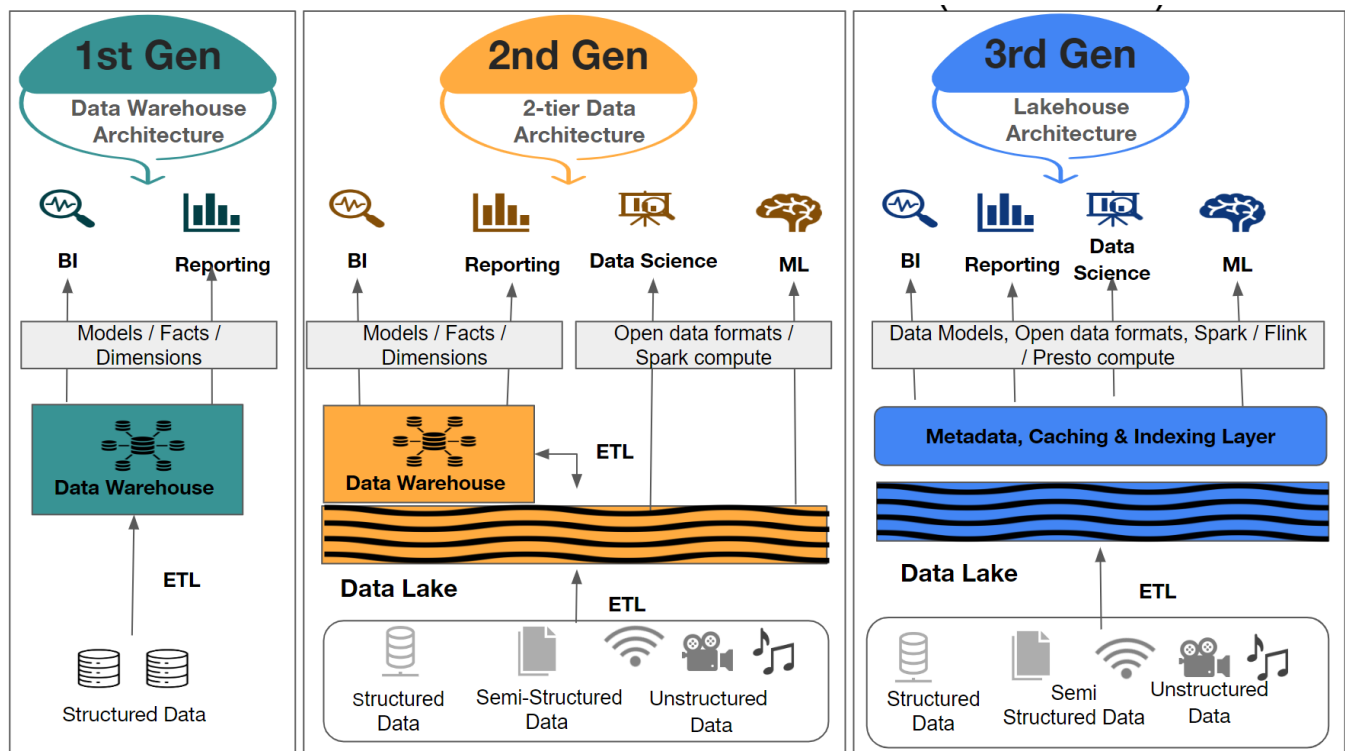 1st Gen
Data Warehouse
Architecture
BI
Reporting
Models / Facts /
Dimensions
Data Warehouse
ETL
Structured Data
2nd Gen
2-tier Data
Architecture
BI
Reporting
Data Science
ML
Models / Facts /
Dimensions
Open data formats /
Spark compute
Data Warehouse
ETL
Data Lake
ETL
Structured
Data
Semi-Structured
Data
Unstructured
Data
3rd Gen
Lakehouse
Architecture
BI
Reporting
Data
Science
ML
Data Models, Open data formats, Spark / Flink
/ Presto compute
Metadata, Caching & Indexing Layer
Data Lake
ETL
Structured
Data
Semi
Structured Data
Unstructured
Data